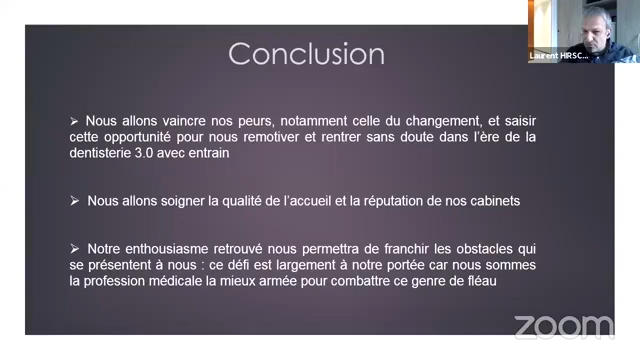 Laurent HIRSC...
Conclusion
➢ Nous allons vaincre nos peurs, notamment celle du changement, et saisir
cette opportunité pour nous remotiver et rentrer sans doute dans l'ère de la
dentisterie 3.0 avec entrain
➢ Nous allons soigner la qualité de l'accueil et la réputation de nos cabinets
➢ Notre enthousiasme retrouvé nous permettra de franchir les obstacles qui
se présentent à nous : ce défi est largement à notre portée car nous sommes
la profession médicale la mieux armée pour combattre ce genre de fléau
zoom